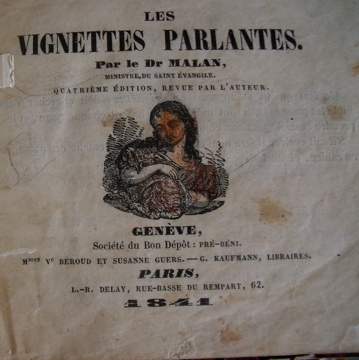 LES
VIGNETTES PARLANTES.
Par le Dr MALAN,
MINISTRE DU SAINT ÉVANGILE.
QUATRIÈME ÉDITION, REVUE PAR L'AUTEUR.
GENÈVE,
Société du Bon Dépôt: PRÉ-BÉNI.
Mmes Ve BEROUD ET SUSANNE GUERS.—G. KAUFMANN, LIBRAIRES.
PARIS,
L.-R. DELAY, RUE-BASSE DU REMPART, 62.
1841